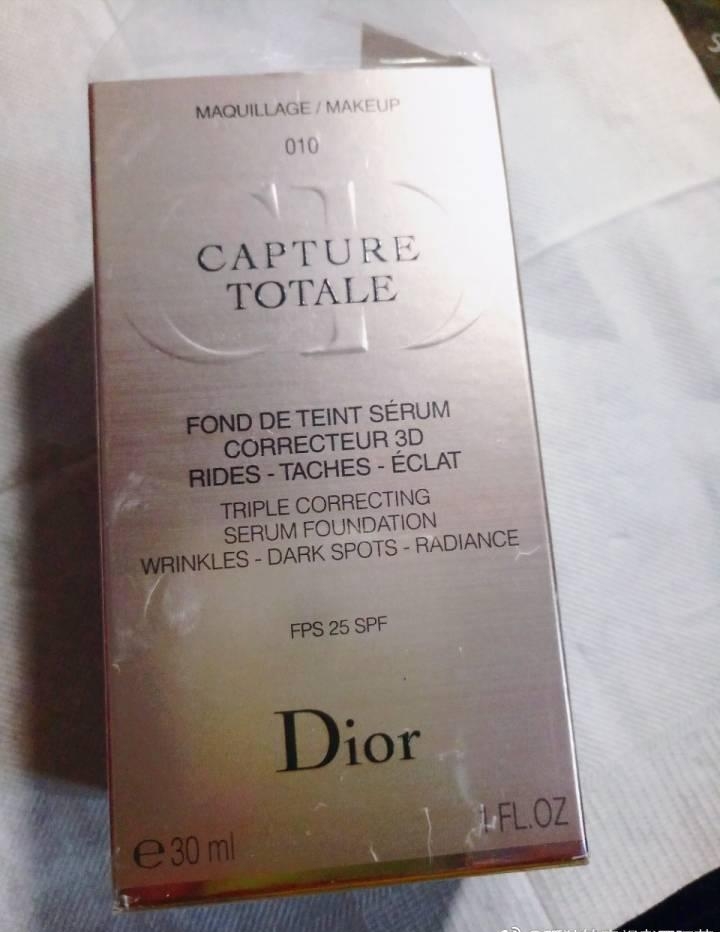 MAQUILLAGE / MAKEUP
010
CAPTURE
TOTALE
FOND DE TEINT SÉRUM
CORRECTEUR 3D
RIDES - TACHES - ÉCLAT
TRIPLE CORRECTING
SERUM FOUNDATION
WRINKLES - DARK SPOTS - RADIANCE
FPS 25 SPF
Dior
℮ 30 ml
1 FL.OZ